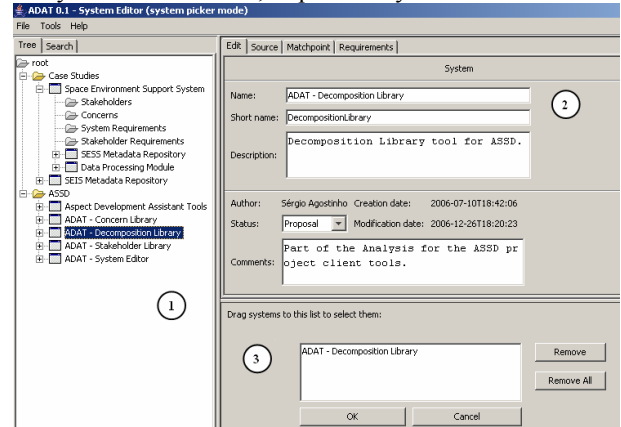 ADAT 0.1 - System Editor (system picker mode)
File Tools Help
Tree Search
root
Case Studies
Space Environment Support System
Stakeholders
Concerns
System Requirements
Stakeholder Requirements
SESS Metadata Repository
Data Processing Module
SEIS Metadata Repository
ASSD
Aspect Development Assistant Tools
ADAT - Concern Library
ADAT - Decomposition Library
ADAT - Stakeholder Library
ADAT - System Editor
1
Edit Source Matchpoint Requirements
System
Name: ADAT - Decomposition Library
Short name: DecompositionLibrary
Description: Decomposition Library tool for ASSD.
2
Author: Sérgio Agostinho Creation date: 2006-07-10T18:42:06
Status: Proposal Modification date: 2006-12-26T18:20:23
Comments: Part of the Analysis for the ASSD pr
oject client tools.
Drag systems to this list to select them:
3
ADAT - Decomposition Library
Remove
Remove All
OK Cancel